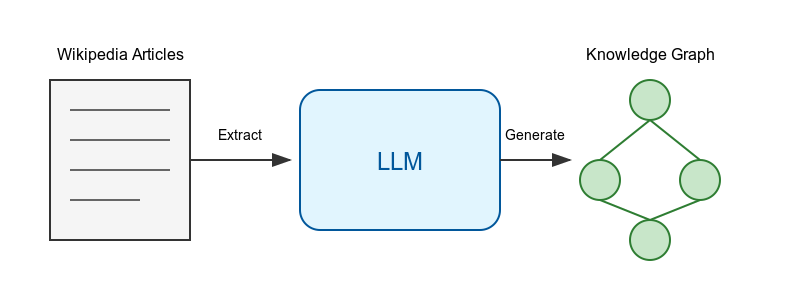 Wikipedia Articles
Extract
LLM
Generate
Knowledge Graph